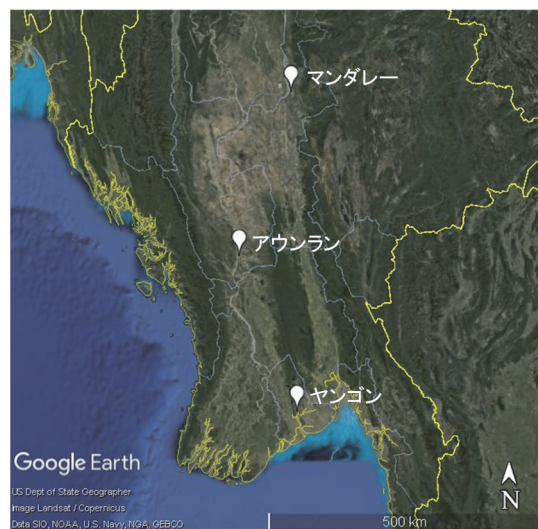 マンダレー
アウンラン
ヤンゴン
Google Earth
US Dept of State Geographer
Image Landsat / Copernicus
Data SIO, NOAA, U.S. Navy, NGA, GEBCO
500 km
N